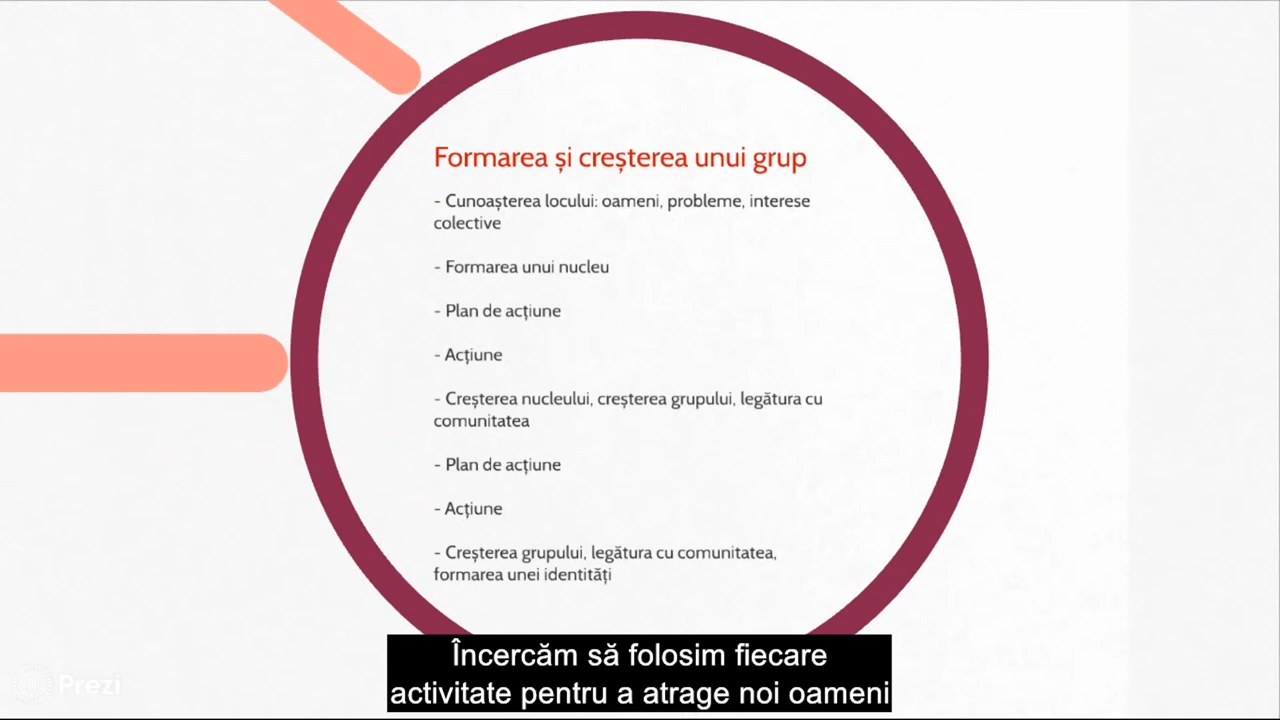 Formarea și creșterea unui grup
- Cunoașterea locului: oameni, probleme, interese
colective
- Formarea unui nucleu
- Plan de acțiune
- Acțiune
- Creșterea nucleului, creșterea grupului, legătura cu
comunitatea
- Plan de acțiune
- Acțiune
- Creșterea grupului, legătura cu comunitatea,
formarea unei identități
Încercăm să folosim fiecare
activitate pentru a atrage noi oameni
Prezi